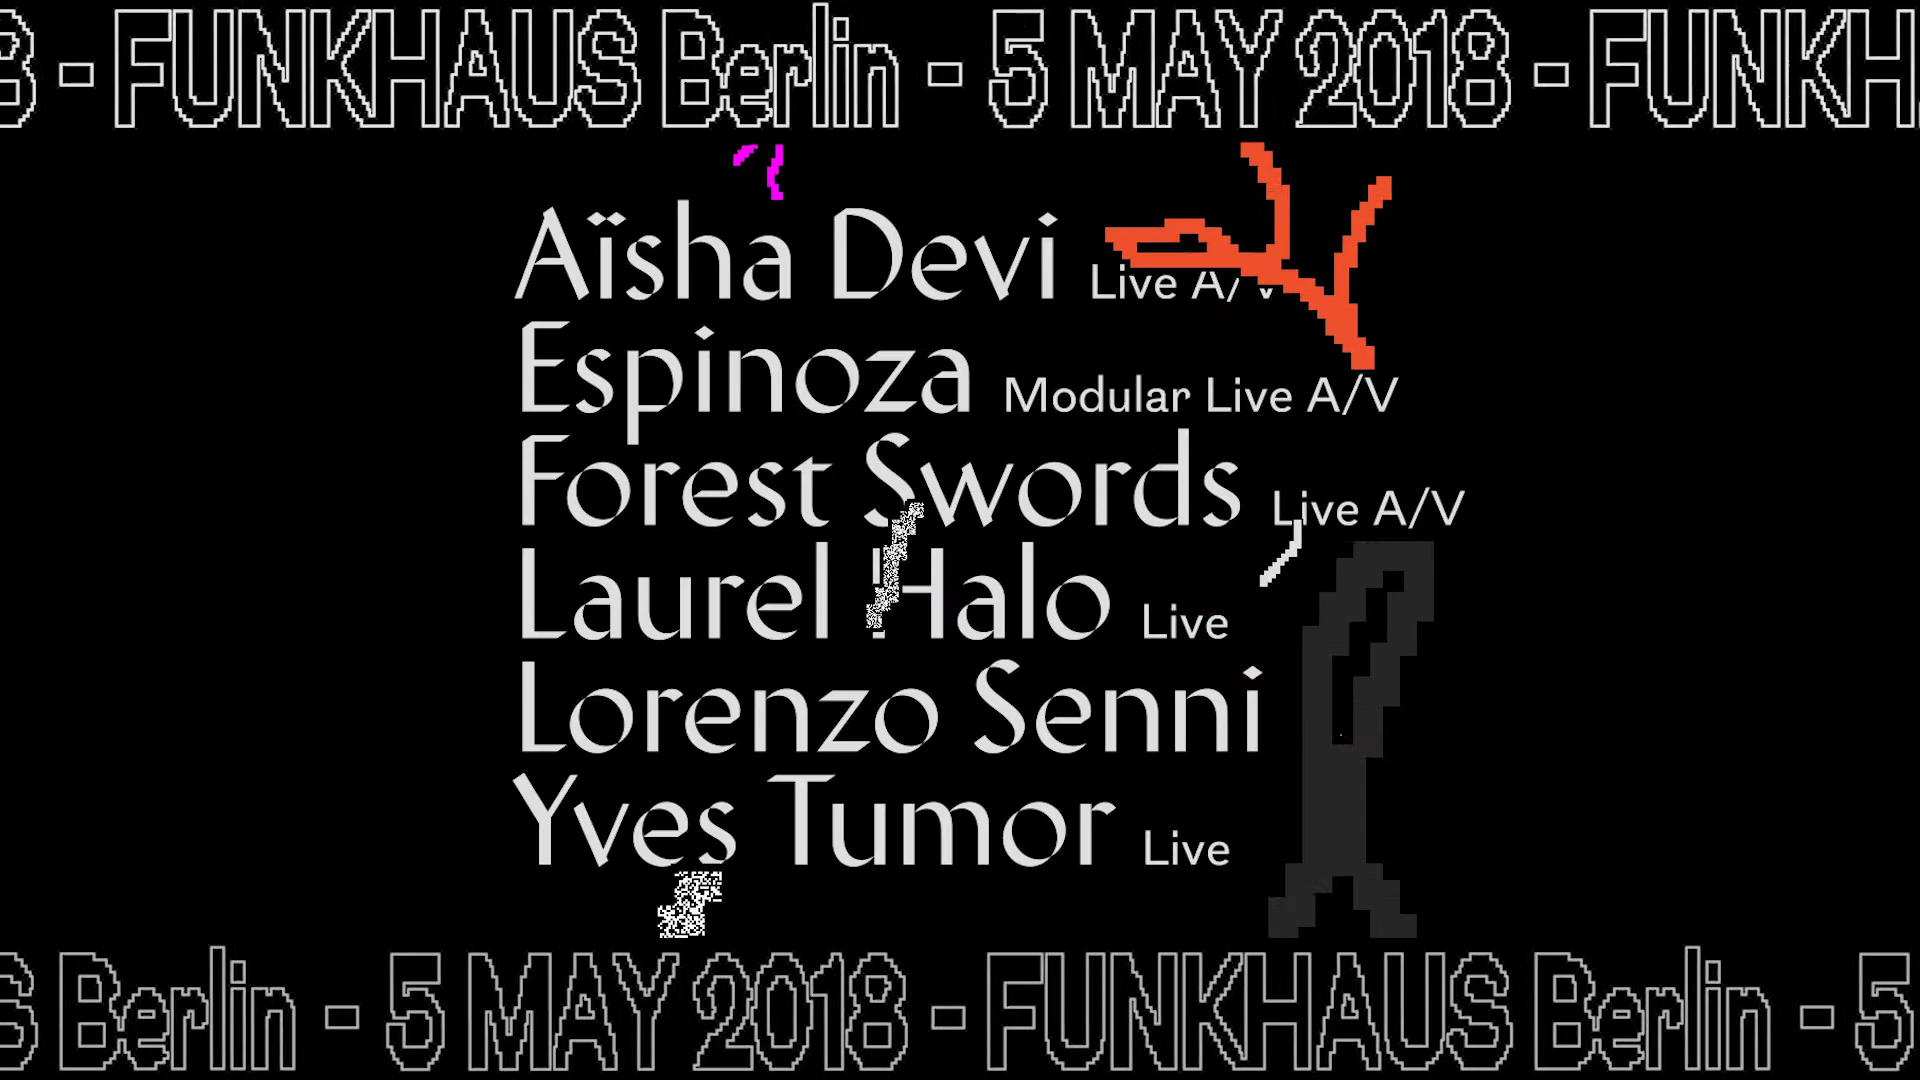 8 - FUNKHAUS Berlin - 5 MAY 2018 - FUNKH
Aïsha Devi Live A/V
Espinoza Modular Live A/V
Forest Swords Live A/V
Laurel Halo Live
Lorenzo Senni
Yves Tumor Live
S Berlin - 5 MAY 2018 - FUNKHAUS Berlin - 5